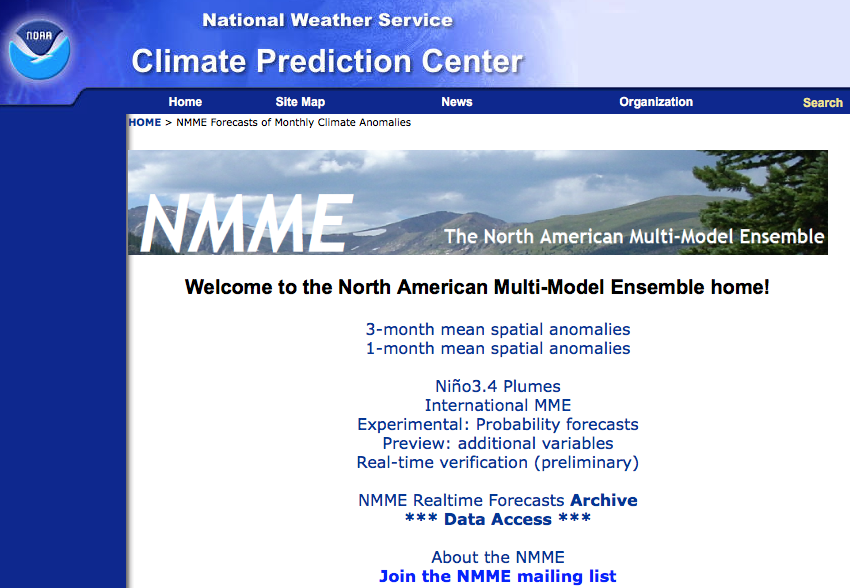 National Weather Service
NOAA
Climate Prediction Center
Home Site Map News Organization Search
HOME > NMME Forecasts of Monthly Climate Anomalies
NMME
The North American Multi-Model Ensemble
Welcome to the North American Multi-Model Ensemble home!
3-month mean spatial anomalies
1-month mean spatial anomalies
Niño3.4 Plumes
International MME
Experimental: Probability forecasts
Preview: additional variables
Real-time verification (preliminary)
NMME Realtime Forecasts Archive
*** Data Access ***
About the NMME
Join the NMME mailing list